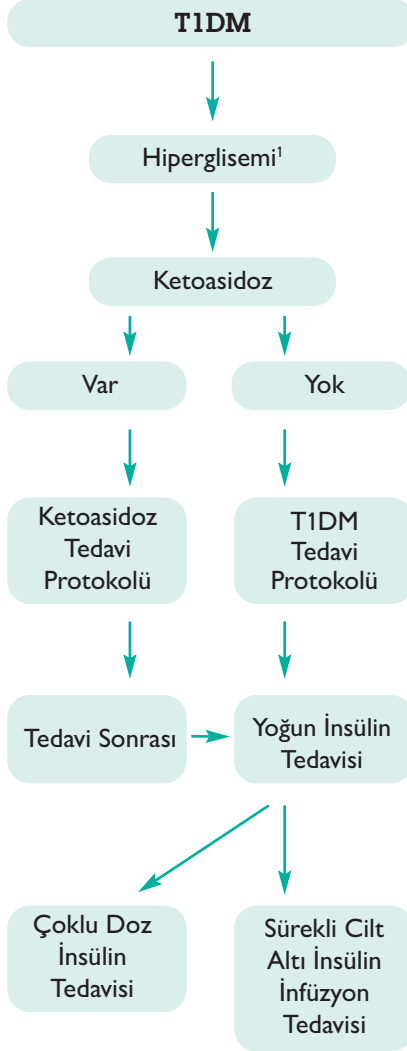 T1DM
Hiperglisemi¹
Ketoasidoz
Var
Yok
Ketoasidoz
Tedavi
Protokolü
T1DM
Tedavi
Protokolü
Tedavi Sonrası
Yoğun İnsülin
Tedavisi
Çoklu Doz
İnsülin
Tedavisi
Sürekli Cilt
Altı İnsülin
İnfüzyon
Tedavisi